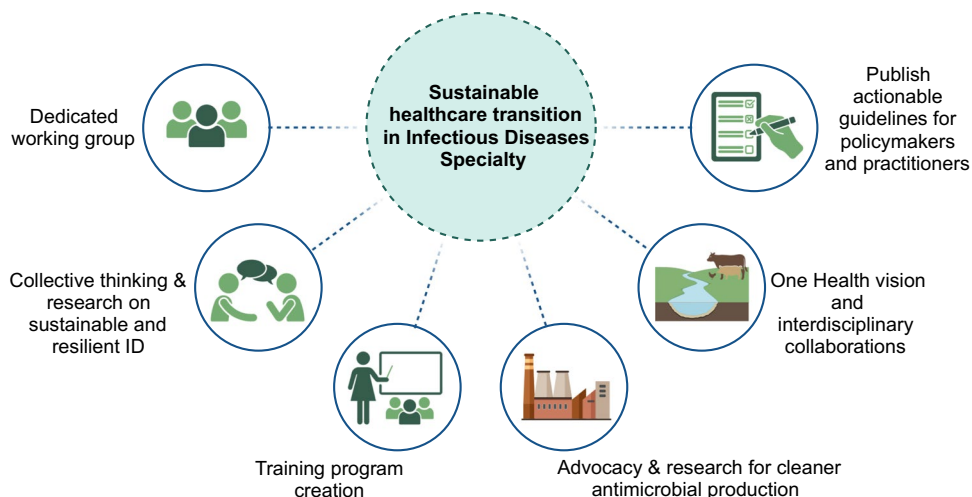 Sustainable
healthcare transition
in Infectious Diseases
Specialty
Dedicated
working group
Collective thinking &
research on
sustainable and
resilient ID
Training program
creation
Advocacy & research for cleaner
antimicrobial production
One Health vision
and
interdisciplinary
collaborations
Publish
actionable
guidelines for
policymakers
and practitioners